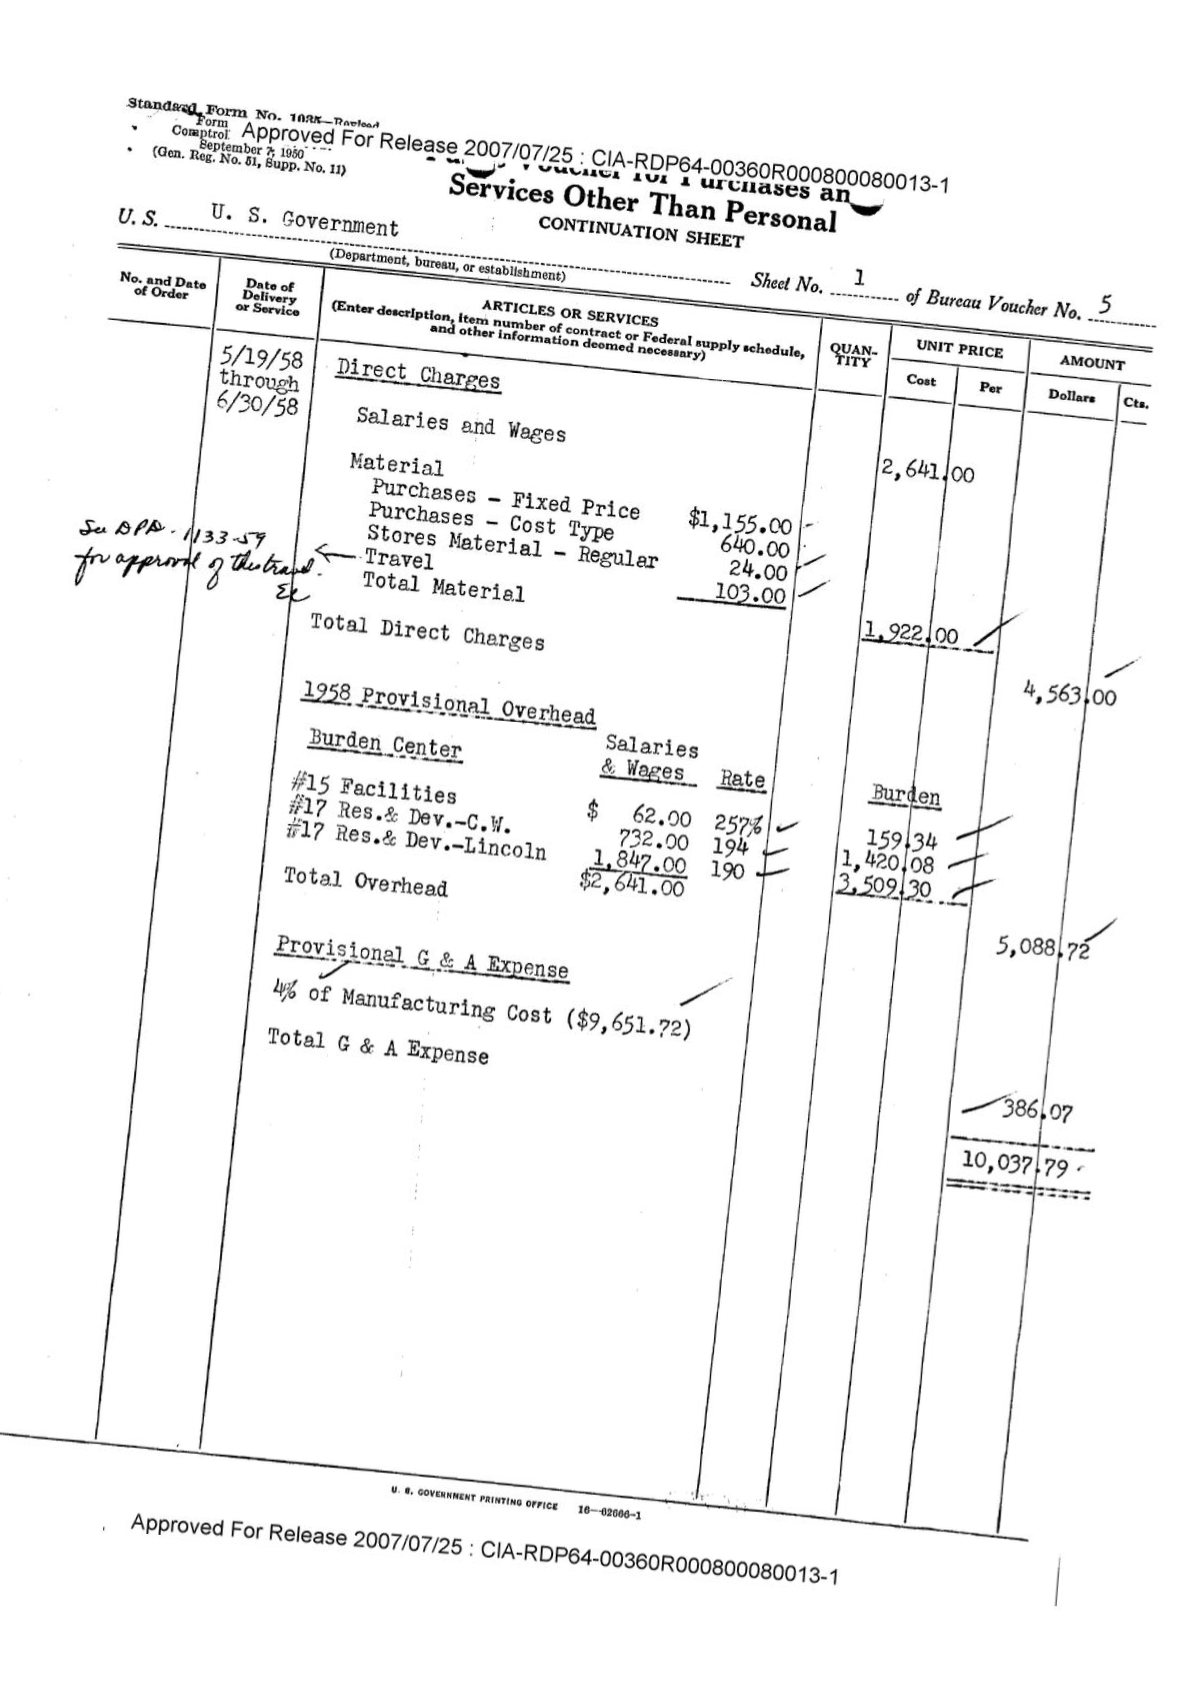 Standard Form No. 1035—Revised
Form
Comptrol
September 7, 1950
(Gen. Reg. No. 51, Supp. No. 11)
Approved For Release 2007/07/25 : CIA-RDP64-00360R000800080013-1
Voucher for Purchases an
Services Other Than Personal
CONTINUATION SHEET
U. S. U. S. Government
(Department, bureau, or establishment)
Sheet No. 1 of Bureau Voucher No. 5
No. and Date of Order
Date of Delivery or Service
ARTICLES OR SERVICES
(Enter description, item number of contract or Federal supply schedule, and other information deemed necessary)
QUAN-TITY
UNIT PRICE
Cost Per
AMOUNT
Dollars Cts.
5/19/58
through
6/30/58
Direct Charges
Salaries and Wages 2,641.00
Material
Purchases - Fixed Price $1,155.00
Purchases - Cost Type 640.00
Stores Material - Regular 24.00
Travel 103.00
See DPD-1133-59
for approval of this travel.
Total Material 1,922.00
Total Direct Charges 4,563.00
1958 Provisional Overhead
Burden Center Salaries & Wages Rate Burden
#15 Facilities $ 62.00 257% 159.34
#17 Res.& Dev.-C.W. 732.00 194 1,420.08
#17 Res.& Dev.-Lincoln 1,847.00 190 3,509.30
$2,641.00
Total Overhead 5,088.72
Provisional G & A Expense
4% of Manufacturing Cost ($9,651.72)
Total G & A Expense 386.07
10,037.79
U. S. GOVERNMENT PRINTING OFFICE 16—62666-1
Approved For Release 2007/07/25 : CIA-RDP64-00360R000800080013-1